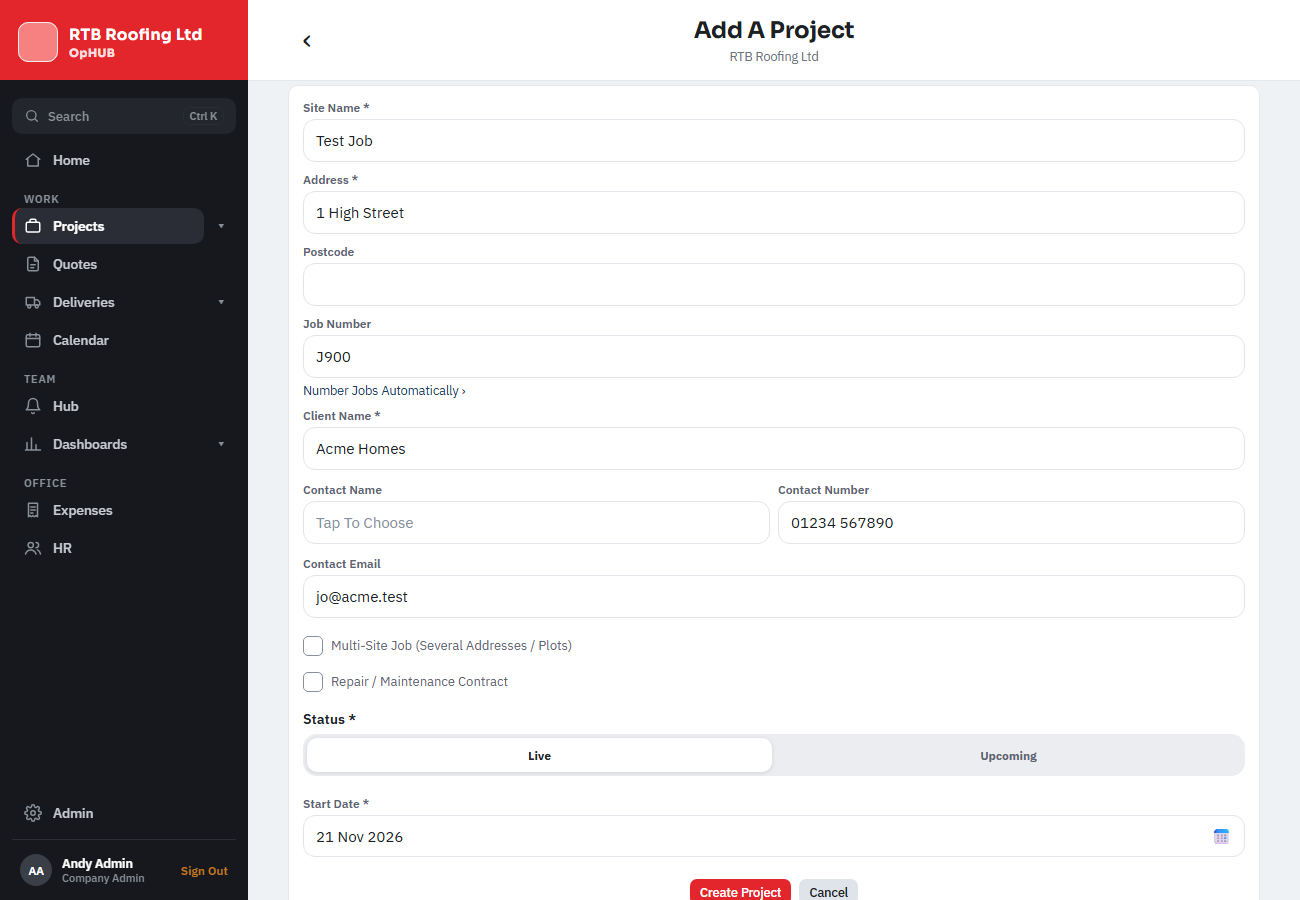 RTB Roofing Ltd
OpHUB
Search
Ctrl K
Home
WORK
Projects
Quotes
Deliveries
Calendar
TEAM
Hub
Dashboards
OFFICE
Expenses
HR
Admin
AA
Andy Admin
Company Admin
Sign Out
Add A Project
RTB Roofing Ltd
Site Name *
Test Job
Address *
1 High Street
Postcode
Job Number
J900
Number Jobs Automatically ›
Client Name *
Acme Homes
Contact Name
Contact Number
Tap To Choose
01234 567890
Contact Email
jo@acme.test
Multi-Site Job (Several Addresses / Plots)
Repair / Maintenance Contract
Status *
Live
Upcoming
Start Date *
21 Nov 2026
Create Project
Cancel